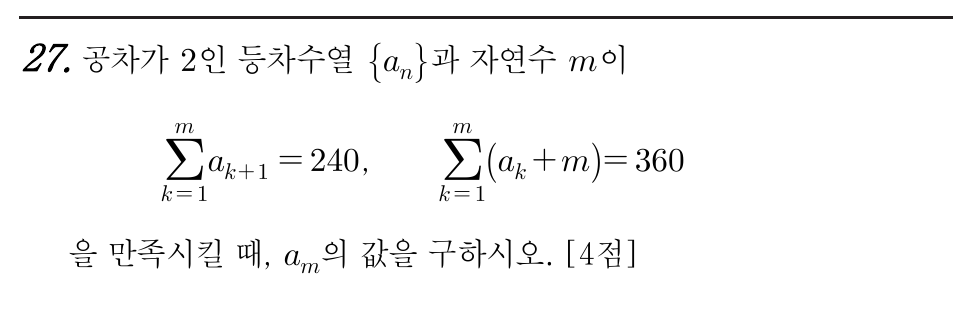 27. 공차가 2인 등차수열 {aₙ}과 자연수 m이
∑_{k=1}^{m} a_{k+1} = 240, ∑_{k=1}^{m} (a_k + m) = 360
을 만족시킬 때, aₘ의 값을 구하시오. [4점]